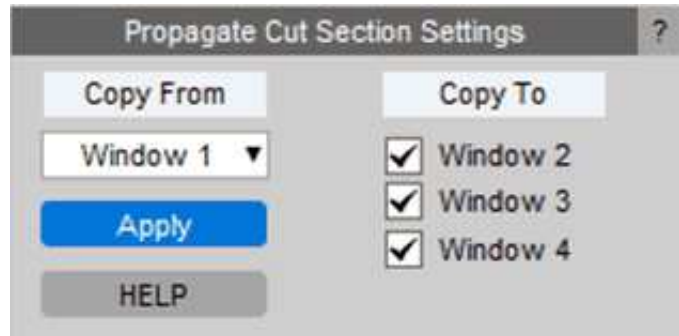 Propagate Cut Section Settings ?
Copy From
Copy To
Window 1
Window 2
Window 3
Window 4
Apply
HELP